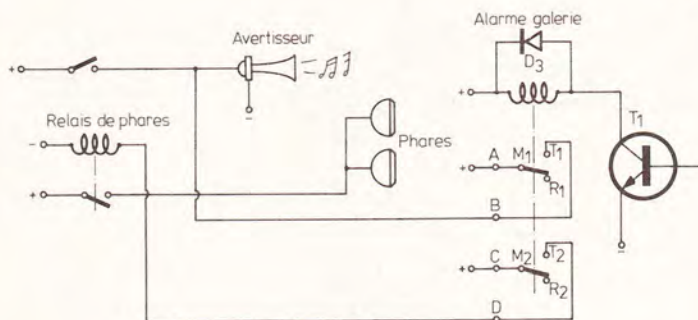 Alarme galerie
Avertisseur
D3
+
Relais de phares
+
T1
-
-
Phares
+ A M1 T1
R1
+
B
-
T2
+ C M2
R2
D